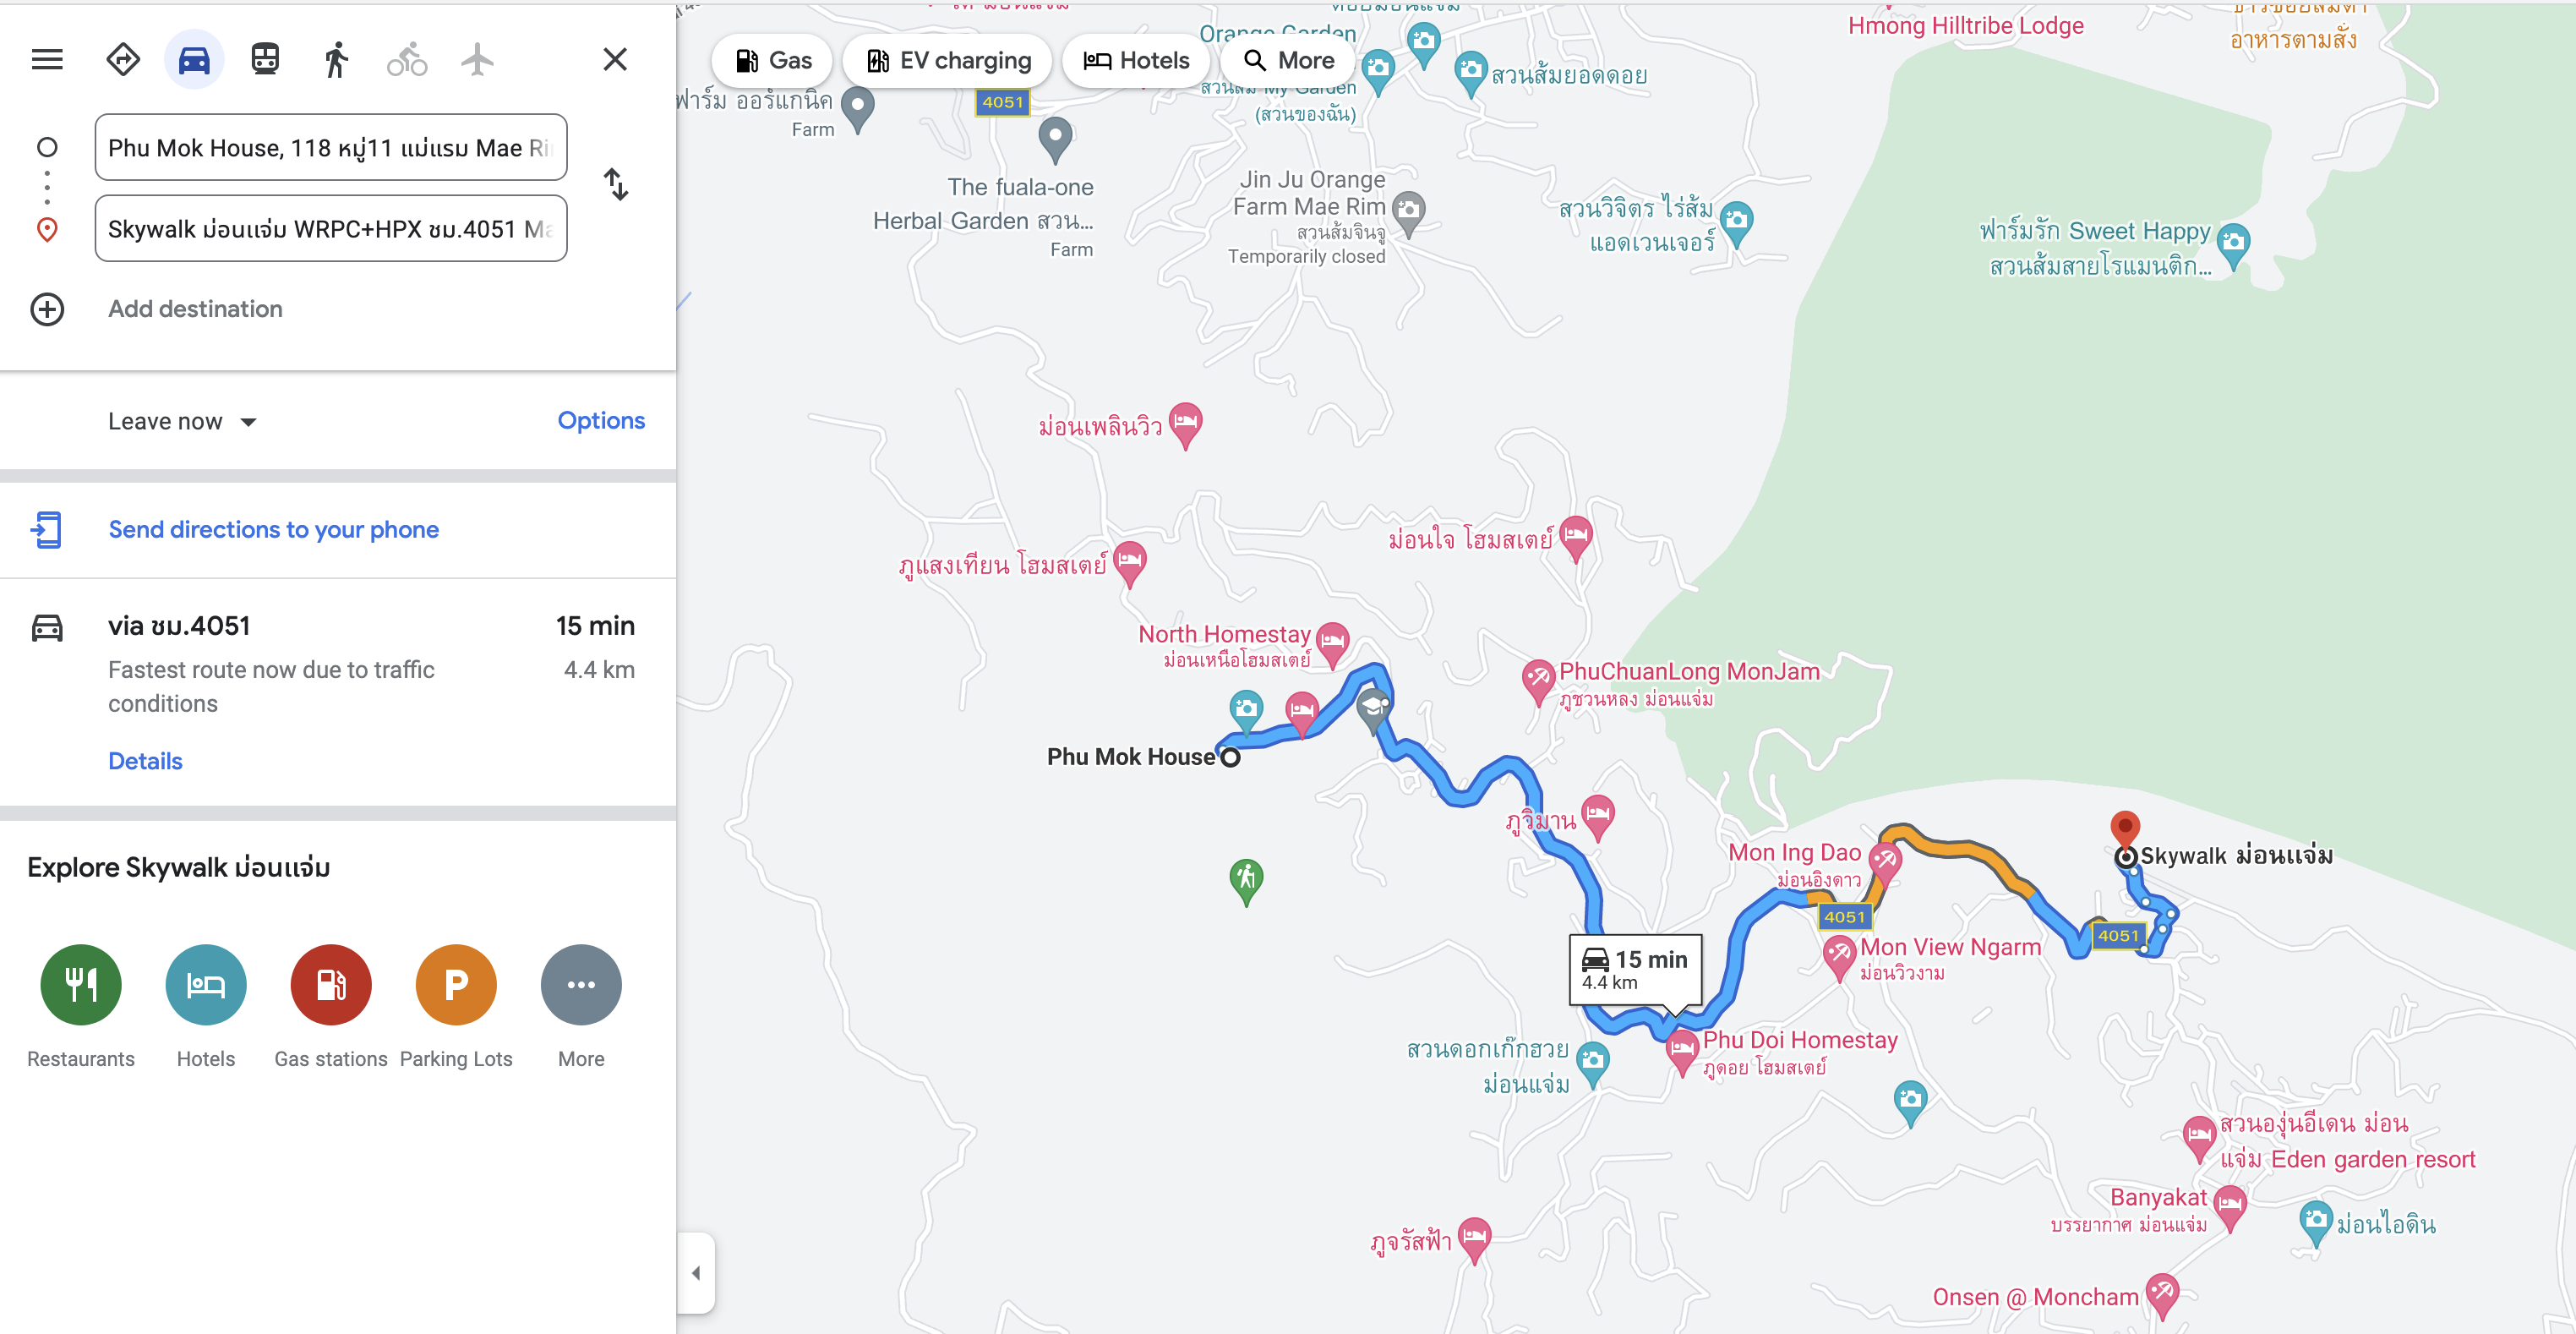 Phu Mok House, 118 หมู่11 แม่แรม Mae Ri
Skywalk ม่อนแจ่ม WRPC+HPX ชม.4051 Ma
Add destination
Leave now
Options
Send directions to your phone
via ชม.4051
15 min
Fastest route now due to traffic
conditions
4.4 km
Details
Explore Skywalk ม่อนแจ่ม
Restaurants
Hotels
Gas stations
Parking Lots
More
Gas
EV charging
Hotels
More
Orange Garden
สวนส้ม My Garden
(สวนของฉัน)
Hmong Hilltribe Lodge
อาหารตามสั่ง
สวนส้มยอดดอย
ฟาร์ม ออร์แกนิค
Farm
4051
The fuala-one
Herbal Garden สวน...
Farm
Jin Ju Orange
Farm Mae Rim
สวนส้มจินจู
Temporarily closed
สวนวิจิตร ไร่ส้ม
แอดเวนเจอร์
ฟาร์มรัก Sweet Happy
สวนส้มสายโรแมนติก...
ม่อนเพลินวิว
ม่อนใจ โฮมสเตย์
ภูแสงเทียน โฮมสเตย์
North Homestay
ม่อนเหนือโฮมสเตย์
PhuChuanLong MonJam
ภูชวนหลง ม่อนแจ่ม
Phu Mok House
ภูวิมาน
Mon Ing Dao
ม่อนอิงดาว
Skywalk ม่อนแจ่ม
4051
4051
Mon View Ngarm
ม่อนวิวงาม
15 min
4.4 km
สวนดอกเก๊กฮวย
ม่อนแจ่ม
Phu Doi Homestay
ภูดอย โฮมสเตย์
สวนองุ่นอีเดน ม่อน
แจ่ม Eden garden resort
Banyakat
บรรยากาศ ม่อนแจ่ม
ม่อนไอดิน
ภูจรัสฟ้า
Onsen @ Moncham